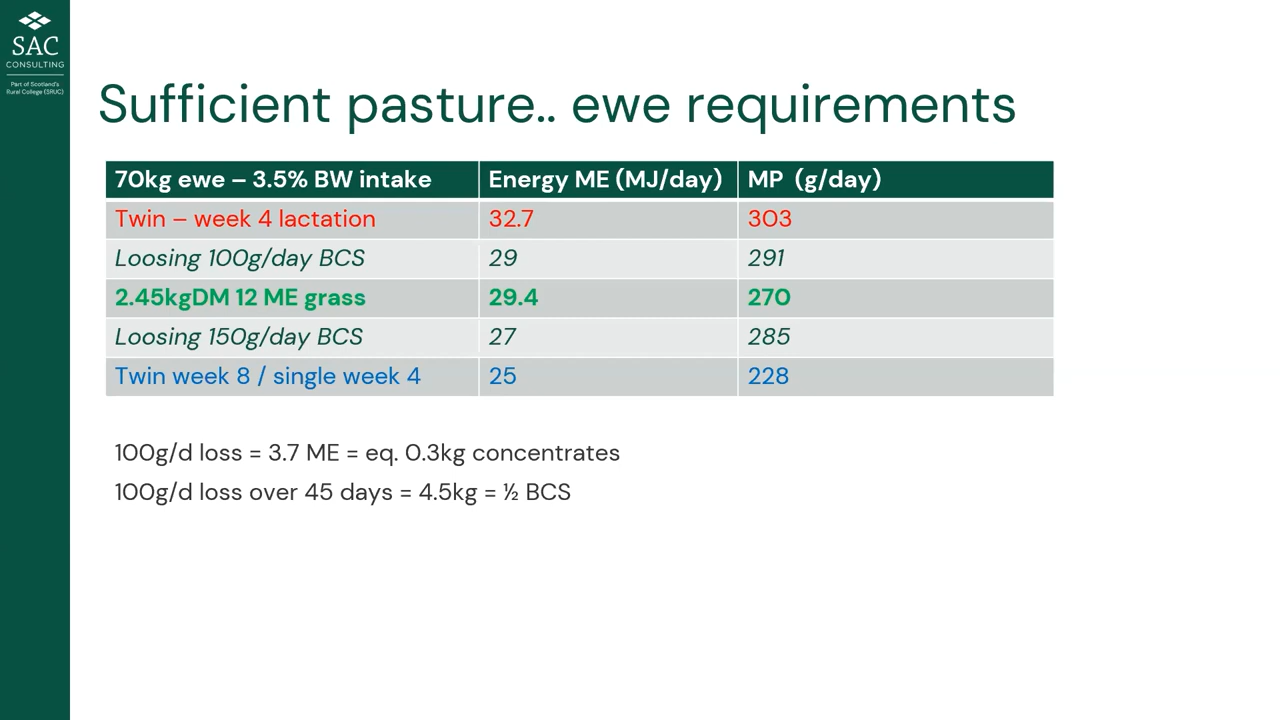 SAC
CONSULTING
Part of Scotland's
Rural College (SRUC)
Sufficient pasture.. ewe requirements
70kg ewe – 3.5% BW intake Energy ME (MJ/day) MP (g/day)
Twin – week 4 lactation 32.7 303
Loosing 100g/day BCS 29 291
2.45kgDM 12 ME grass 29.4 270
Loosing 150g/day BCS 27 285
Twin week 8 / single week 4 25 228
100g/d loss = 3.7 ME = eq. 0.3kg concentrates
100g/d loss over 45 days = 4.5kg = ½ BCS